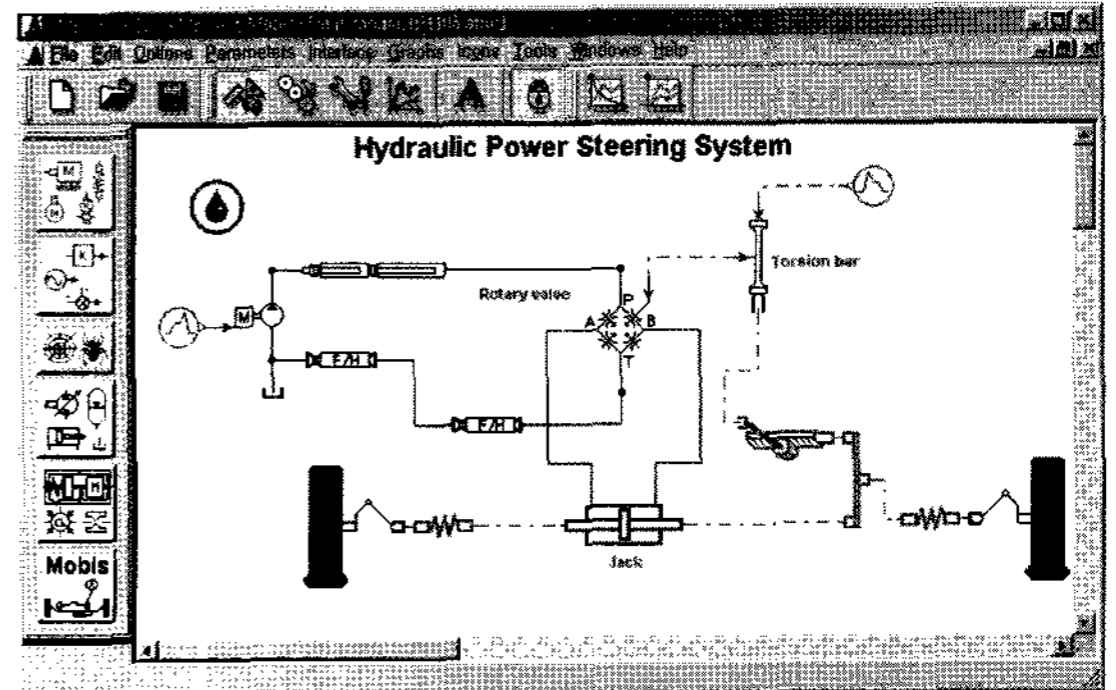 File Edit Options Parameters Interface Graphs Icons Tools Windows Help
A
Hydraulic Power Steering System
M
M
K
Torsion bar
Rotary valve
P
M
A
B
F/H
T
F/H
M
Mobis
Jack